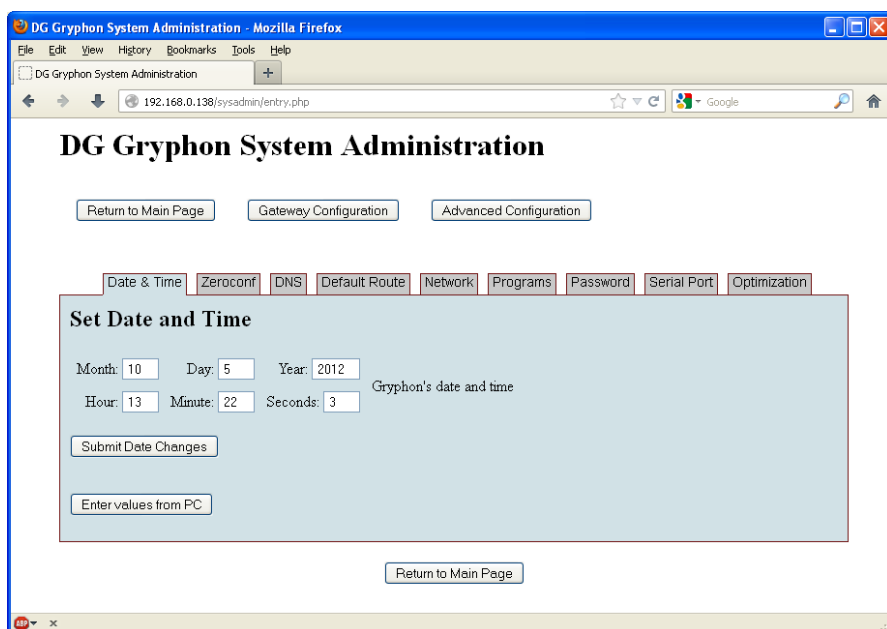 DG Gryphon System Administration - Mozilla Firefox
File Edit View History Bookmarks Tools Help
DG Gryphon System Administration +
192.168.0.138/sysadmin/entry.php Google
DG Gryphon System Administration
Return to Main Page Gateway Configuration Advanced Configuration
Date & Time Zeroconf DNS Default Route Network Programs Password Serial Port Optimization
Set Date and Time
Month: 10 Day: 5 Year: 2012
Gryphon's date and time
Hour: 13 Minute: 22 Seconds: 3
Submit Date Changes
Enter values from PC
Return to Main Page
ABP x